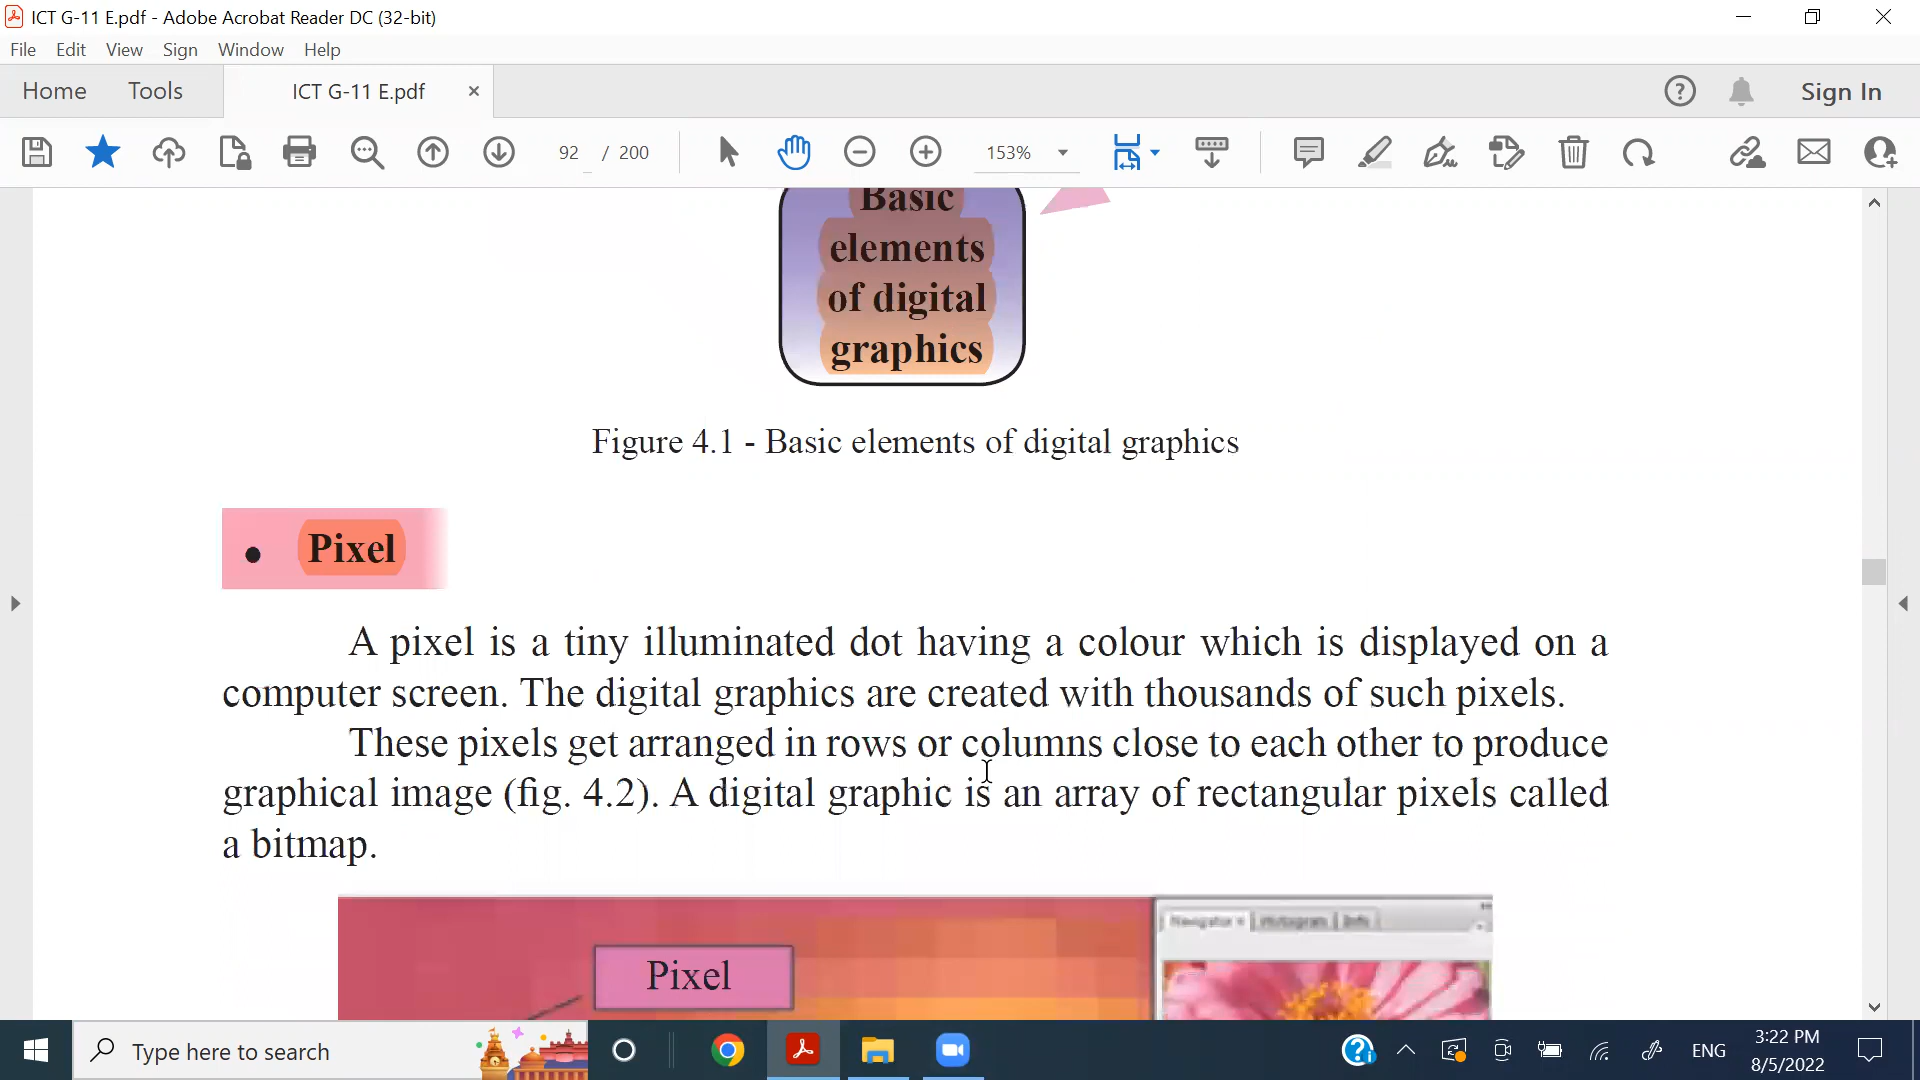 ICT G-11 E.pdf - Adobe Acrobat Reader DC (32-bit)
File Edit View Sign Window Help
Home Tools ICT G-11 E.pdf × Sign In
92 / 200 153%
Basic
elements
of digital
graphics
Figure 4.1 - Basic elements of digital graphics
• Pixel
A pixel is a tiny illuminated dot having a colour which is displayed on a
computer screen. The digital graphics are created with thousands of such pixels.
These pixels get arranged in rows or columns close to each other to produce
graphical image (fig. 4.2). A digital graphic is an array of rectangular pixels called
a bitmap.
Navigator × Histogram Info
Pixel
Type here to search
ENG
3:22 PM
8/5/2022